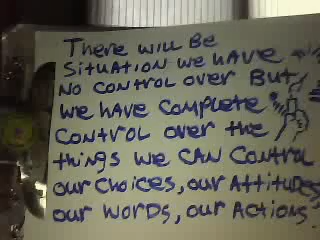 There will be
situation we have
no control over But
we have complete
control over the
things we can control
our choices, our Attitudes,
our words, our Actions.